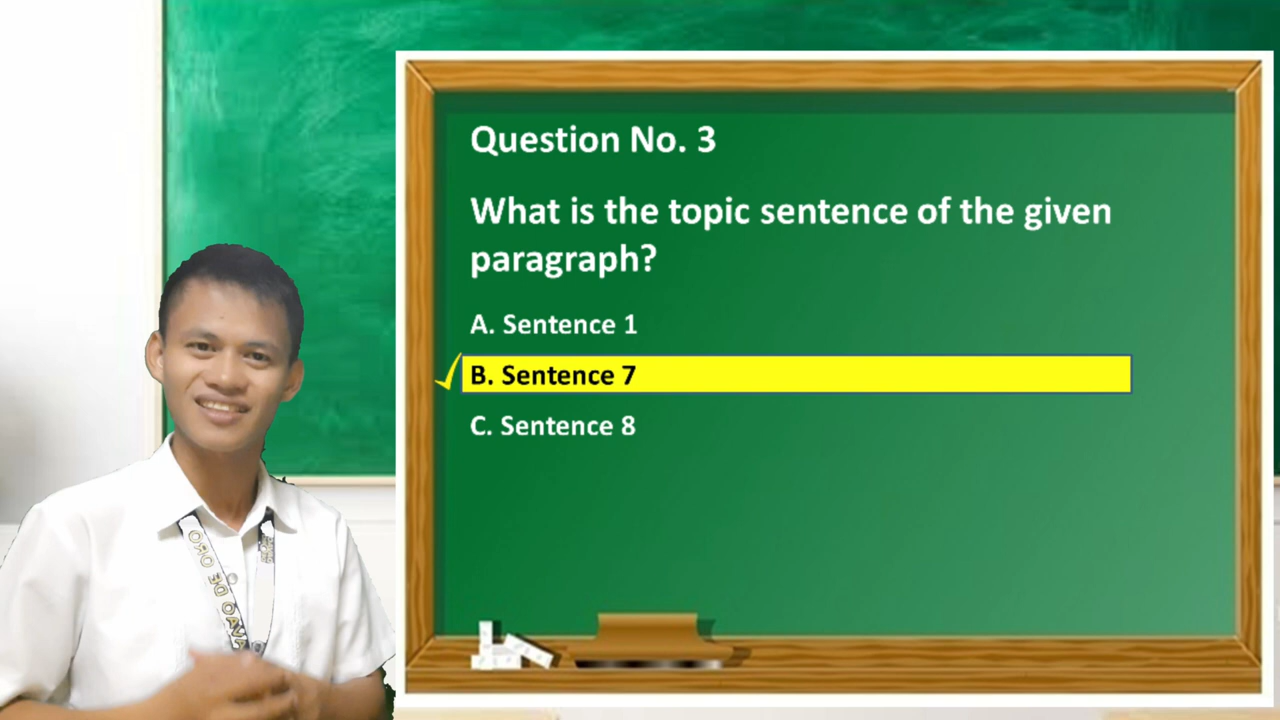 Question No. 3
What is the topic sentence of the given
paragraph?
A. Sentence 1
B. Sentence 7
C. Sentence 8